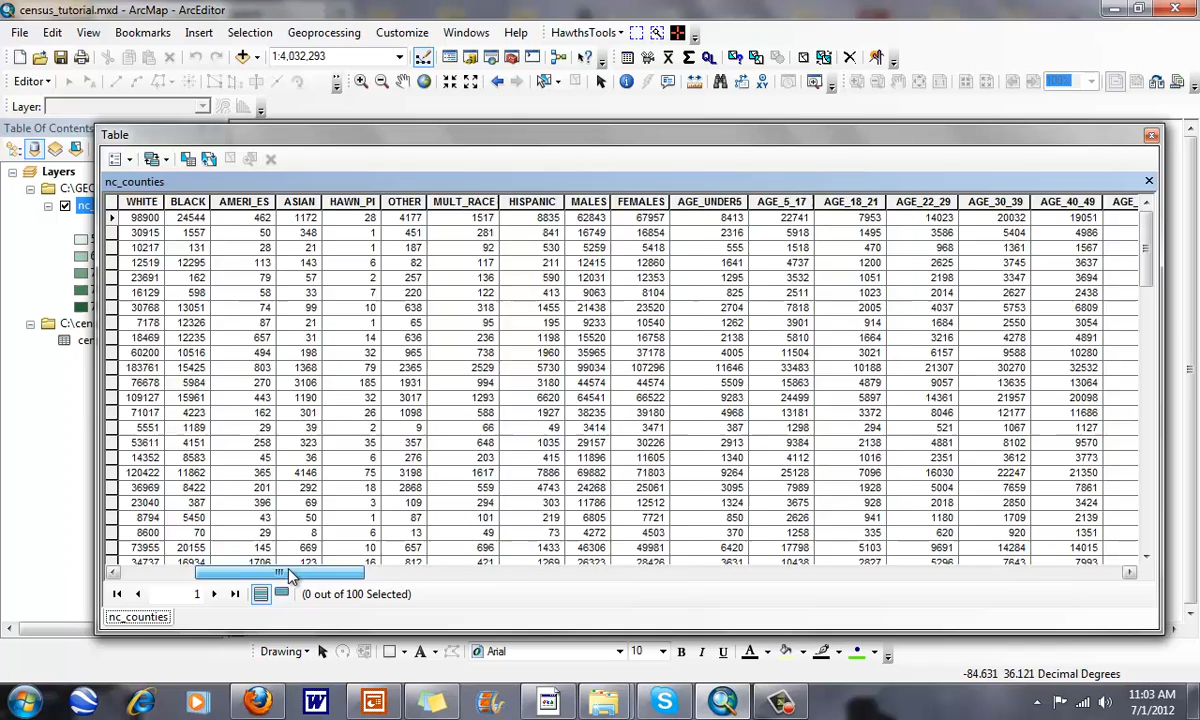 census_tutorial.mxd - ArcMap - ArcEditor
File Edit View Bookmarks Insert Selection Geoprocessing Customize Windows Help HawthsTools
1:4,032,293
Editor
Layer:
Table Of Contents
Table
Layers
C:\GEO
nc_
C:\cen
cen
nc_counties
WHITE BLACK AMERI_ES ASIAN HAWN_PI OTHER MULT_RACE HISPANIC MALES FEMALES AGE_UNDER5 AGE_5_17 AGE_18_21 AGE_22_29 AGE_30_39 AGE_40_49 AGE_
98900 24544 462 1172 28 4177 1517 8835 62843 67957 8413 22741 7953 14023 20032 19051
30915 1557 50 348 1 451 281 841 16749 16854 2316 5918 1495 3586 5404 4986
10217 131 28 21 1 187 92 530 5259 5418 555 1518 470 968 1361 1567
12519 12295 113 143 6 82 117 211 12415 12860 1641 4737 1200 2625 3745 3637
23691 162 79 57 2 257 136 590 12031 12353 1295 3532 1051 2198 3347 3694
16129 598 58 33 7 220 122 413 9063 8104 825 2511 1023 2014 2627 2438
30768 13051 74 99 10 638 318 1455 21438 23520 2704 7818 2005 4037 5753 6809
7178 12326 87 21 1 65 95 195 9233 10540 1262 3901 914 1684 2550 3054
18469 12235 657 31 14 636 236 1198 15520 16758 2138 5810 1664 3216 4278 4891
60200 10516 494 198 32 965 738 1960 35965 37178 4005 11504 3021 6157 9588 10280
183761 15425 803 1368 79 2365 2529 5730 99034 107296 11646 33483 10188 21307 30270 32532
76678 5984 270 3106 185 1931 994 3180 44574 44574 5509 15863 4879 9057 13635 13064
109127 15961 443 1190 32 3017 1293 6620 64541 66522 9283 24499 5897 14361 21957 20098
71017 4223 162 301 26 1098 588 1927 38235 39180 4968 13181 3372 8046 12177 11686
5551 1189 29 39 2 9 66 49 3414 3471 387 1298 294 521 1067 1127
53611 4151 258 323 35 357 648 1035 29157 30226 2913 9384 2138 4881 8102 9570
14352 8583 45 36 6 276 203 415 11896 11605 1340 4112 1016 2351 3612 3773
120422 11862 365 4146 75 3198 1617 7886 69882 71803 9264 25128 7096 16030 22247 21350
36969 8422 201 292 18 2868 559 4743 24268 25061 3095 7989 1928 5004 7659 7861
23040 387 396 69 3 109 294 303 11786 12512 1324 3675 928 2018 2850 3424
8794 5450 43 50 1 87 101 219 6805 7721 850 2626 941 1180 1709 2139
8600 70 29 8 6 13 49 73 4272 4503 370 1258 335 620 920 1351
73955 20155 145 669 10 657 696 1433 46306 49981 6420 17798 5103 9691 14284 14015
34737 16934 1706 123 16 812 421 1269 26323 28426 3631 10438 2827 5296 7643 7993
1 (0 out of 100 Selected)
nc_counties
Drawing Arial 10 B I U A
-84.631 36.121 Decimal Degrees
11:03 AM
7/1/2012